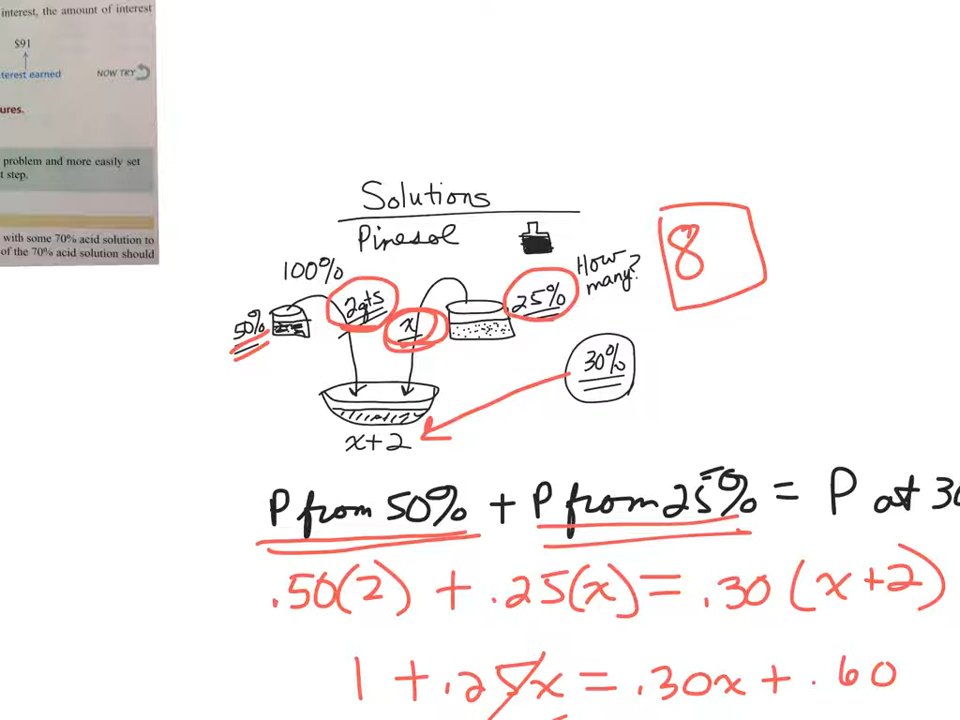 interest, the amount of interest
$91
terest earned
NOW TRY
ures.
problem and more easily set
t step.
with some 70% acid solution to
of the 70% acid solution should
Solutions
Pinesol
100%
2qts
25%
How many?
8
50%
x
30%
x+2
P from 50% + P from 25% = P at 30
.50(2) + .25(x) = .30(x+2)
1 + .25x = .30x + .60